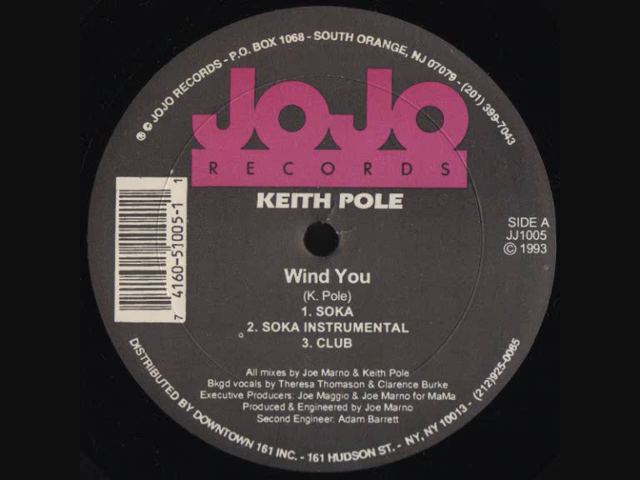 ℗ © JOJO RECORDS - P.O. BOX 1068 - SOUTH ORANGE, NJ 07079 - (201) 399-7043
JOJO
RECORDS
KEITH POLE
SIDE A
JJ1005
© 1993
7 4160-51005-1 1
Wind You
(K. Pole)
1. SOKA
2. SOKA INSTRUMENTAL
3. CLUB
All mixes by Joe Marno & Keith Pole
Bkgd vocals by Theresa Thomason & Clarence Burke
Executive Producers: Joe Maggio & Joe Marno for MaMa
Produced & Engineered by Joe Marno
Second Engineer: Adam Barrett
DISTRIBUTED BY DOWNTOWN 161 INC. - 161 HUDSON ST. - NY, NY 10013 - (212)925-0065